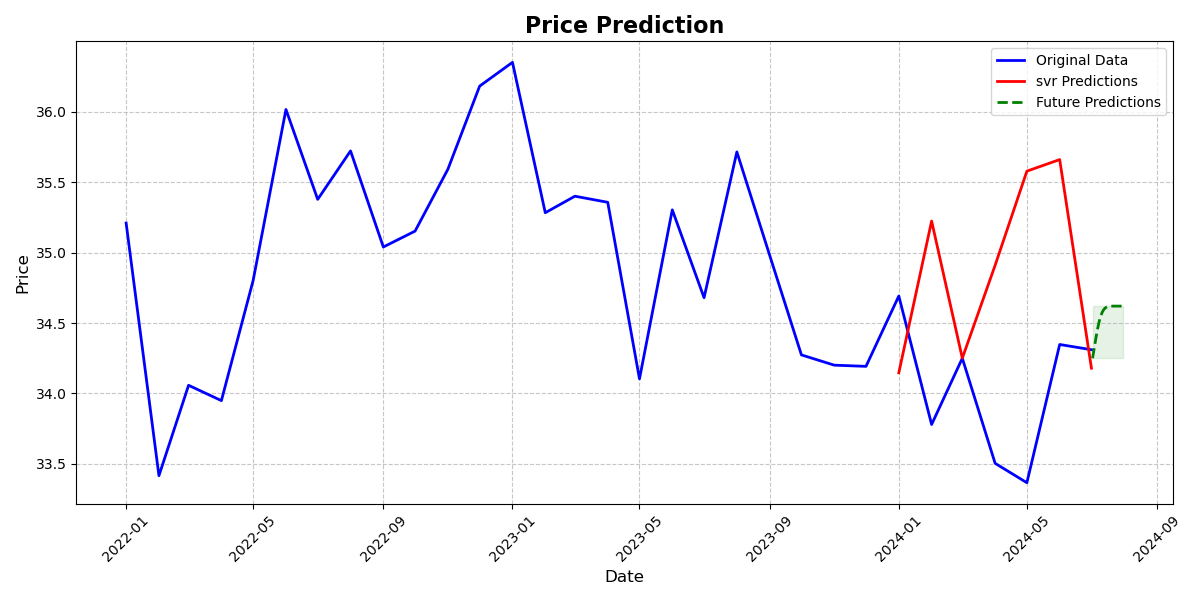 Price Prediction
Original Data
svr Predictions
Future Predictions
Price
36.0
35.5
35.0
34.5
34.0
33.5
2022-01
2022-05
2022-09
2023-01
2023-05
2023-09
2024-01
2024-05
2024-09
Date